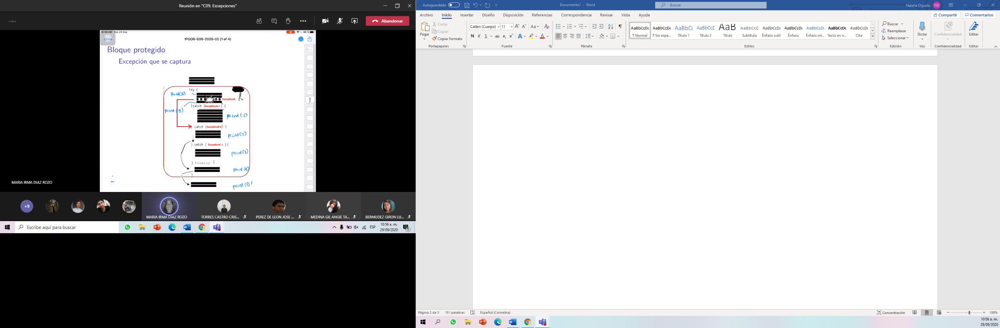 Reunión en "C09. Excepciones"
--:--
Abandonar
10:56 AM Tue 29 Sep
86 %
Done
!POOB-S09-2020-02 (1 of 4)
Bloque protegido
Excepción que se captura
try {
Print(A)
ExceptionB
}catch (ExceptionA a ) {
print (B)
print (1)
} catch (ExceptionB b) {
print(2)
} catch ( ExceptionC c ){
print(3)
} finally {
print (4)
}
print (5)
MARIA IRMA DIAZ ROZO
+9
MARIA IRMA DIAZ ROZO
TORRES CASTRO CRIS...
PEREZ DE LEON JOSE ...
MEDINA GIL ANGIE TA...
BERMUDEZ GIRON LU...
Escribe aquí para buscar
ESP
10:56 a. m.
29/09/2020
Autoguardado
Documento1 - Word
Buscar
Natalia Orjuela
NO
Archivo
Inicio
Insertar
Diseño
Disposición
Referencias
Correspondencia
Revisar
Vista
Ayuda
Compartir
Comentarios
Pegar
Cortar
Copiar
Copiar formato
Portapapeles
Calibri (Cuerpo)
11
Aa
N K S ab x₂ x²
Fuente
Párrafo
AaBbCcDc
¶ Normal
AaBbCcDc
¶ Sin espa...
AaBbCc
Título 1
AaBbCcD
Título 2
AaB
Título
AaBbCcD
Subtítulo
AaBbCcDc
Énfasis sutil
AaBbCcDc
Énfasis
AaBbCcDc
Énfasis int...
AaBbCcDc
Texto en n...
AaBbCcDc
Cita
Estilos
Buscar
Reemplazar
Seleccionar
Edición
Dictar
Voz
Confidencialidad
Confidencialidad
Editor
Editor
Página 3 de 3
151 palabras
Español (Colombia)
Concentración
188%
10:56 a. m.
29/09/2020